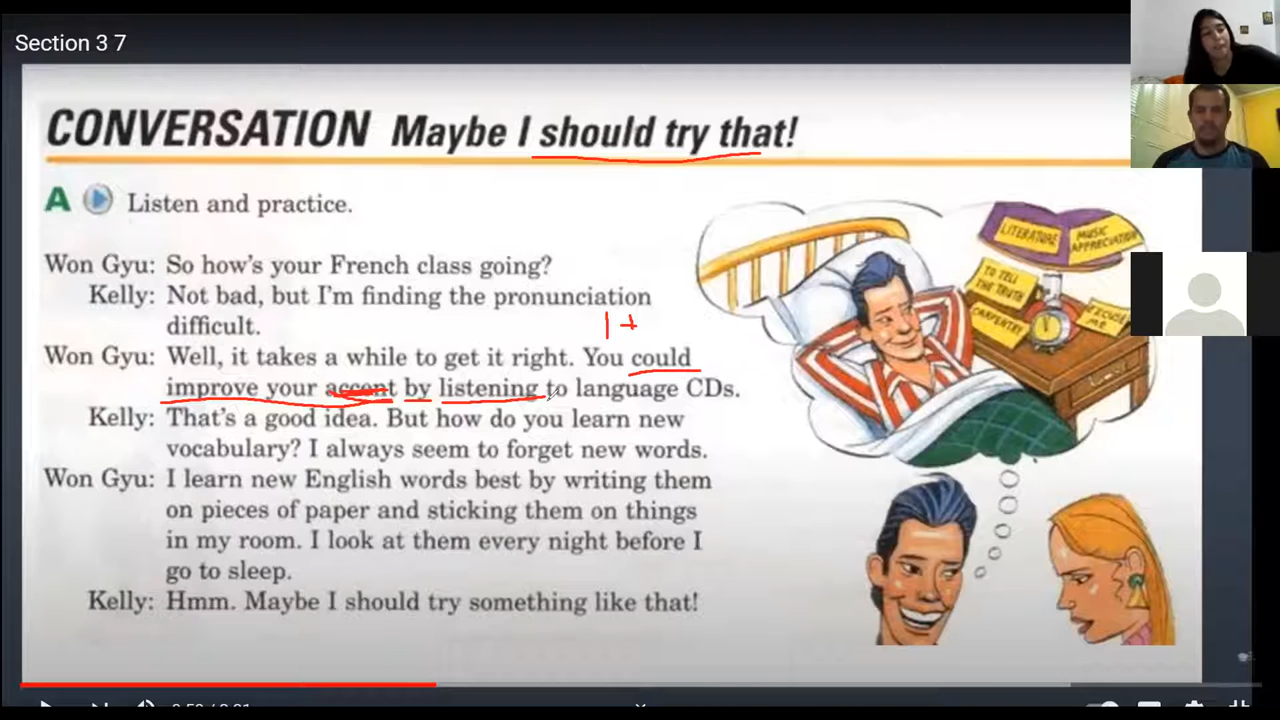 Section 3 7
CONVERSATION Maybe I should try that!
A Listen and practice.
Won Gyu: So how's your French class going?
Kelly: Not bad, but I'm finding the pronunciation
difficult.
1+
Won Gyu: Well, it takes a while to get it right. You could
improve your accent by listening to language CDs.
Kelly: That's a good idea. But how do you learn new
vocabulary? I always seem to forget new words.
Won Gyu: I learn new English words best by writing them
on pieces of paper and sticking them on things
in my room. I look at them every night before I
go to sleep.
Kelly: Hmm. Maybe I should try something like that!
LITERATURE
MUSIC
APPRECIATION
TO TELL
THE TRUTH
CARPENTRY
EXCUSE
ME